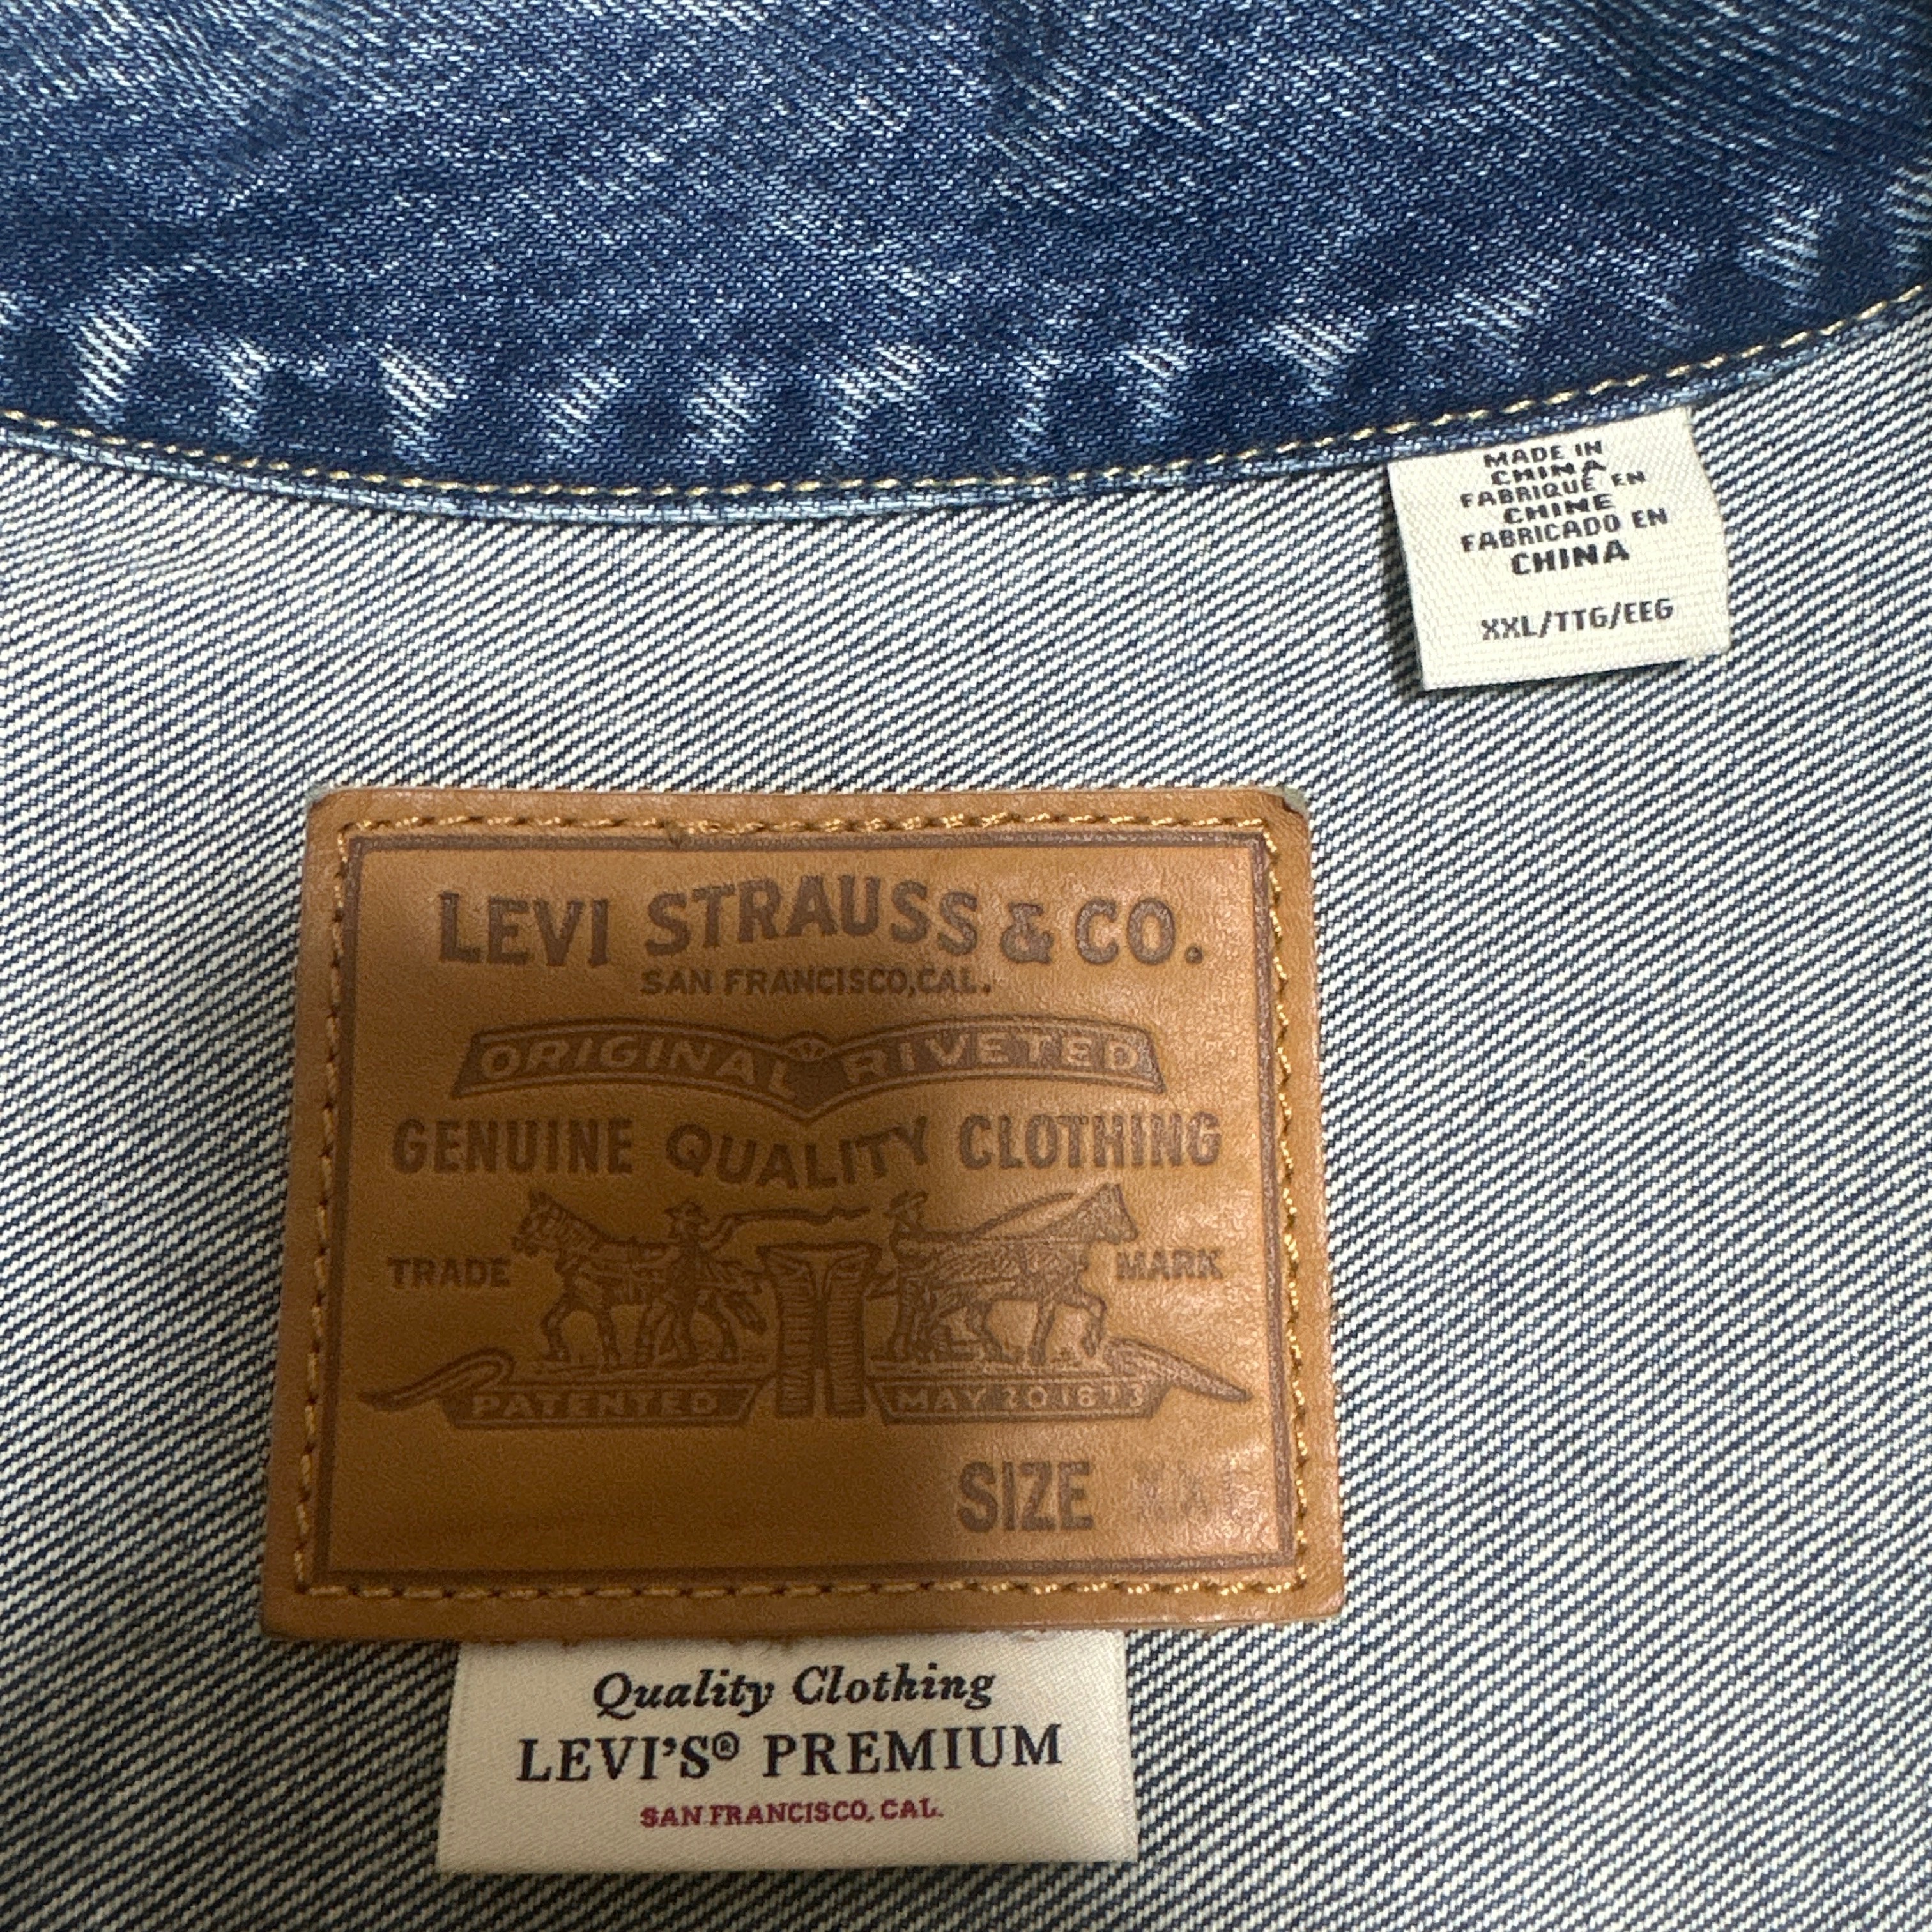 MADE IN
CHINA
FABRIQUÉ EN
CHINE
FABRICADO EN
CHINA
XXL/TTG/EEG
LEVI STRAUSS & CO.
SAN FRANCISCO, CAL.
ORIGINAL RIVETED
GENUINE QUALITY CLOTHING
TRADE MARK
PATENTED MAY 20 1873
SIZE
Quality Clothing
LEVI'S® PREMIUM
SAN FRANCISCO, CAL.